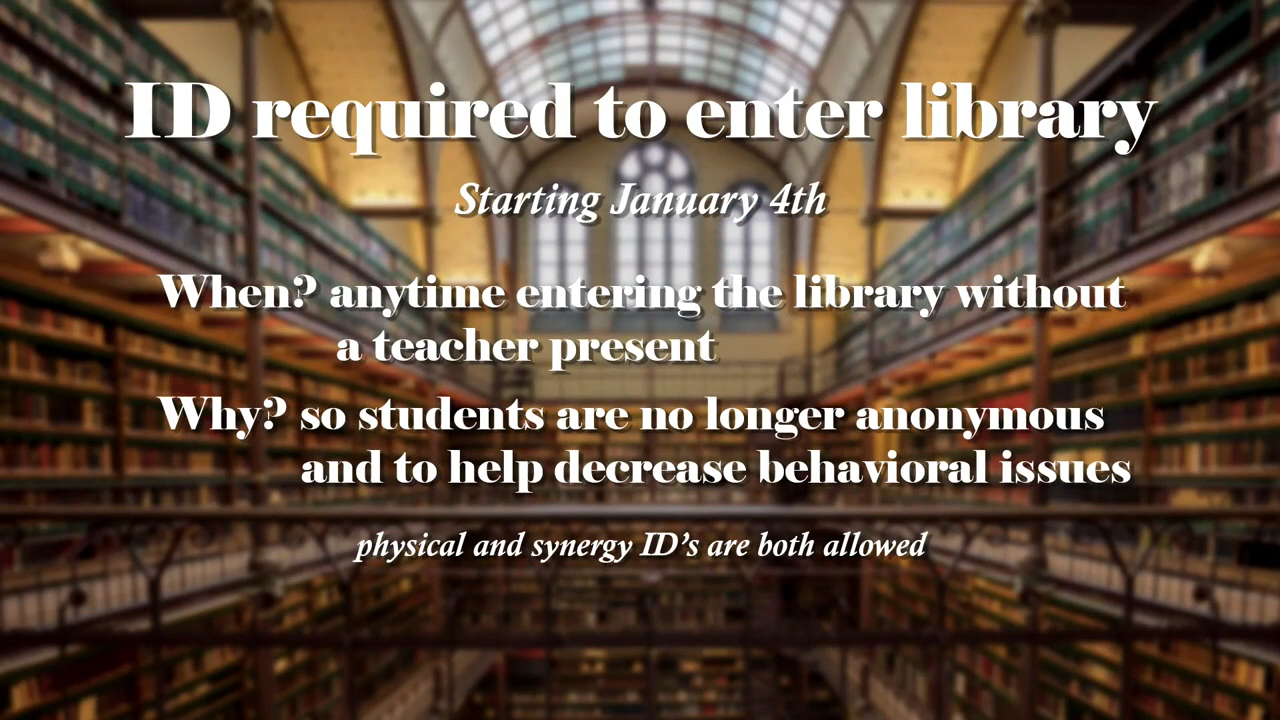 ID required to enter library
Starting January 4th
When? anytime entering the library without
a teacher present
Why? so students are no longer anonymous
and to help decrease behavioral issues
physical and synergy ID’s are both allowed